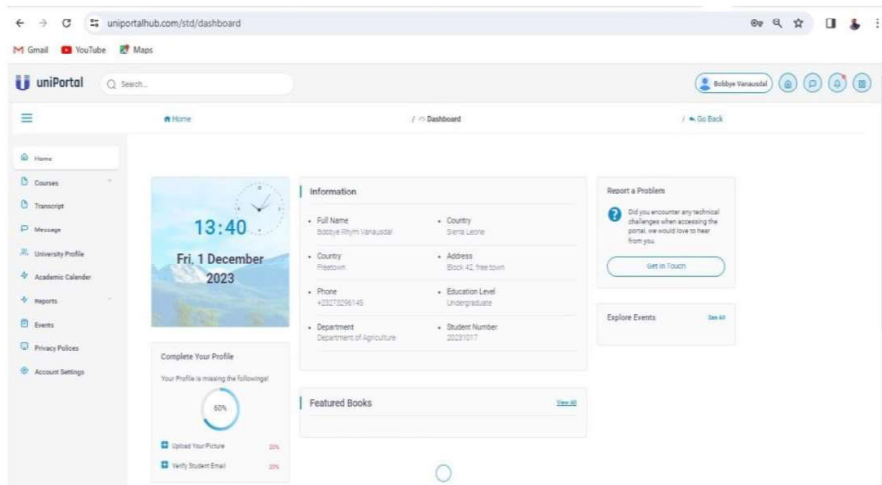 uniportalhub.com/std/dashboard
Gmail YouTube Maps
uniPortal
Search...
Bobbye Vanausdal
Home / Dashboard / Go Back
Home
Courses
Transcript
Message
University Profile
Academic Calender
Reports
Events
Privacy Polices
Account Settings
13:40
Fri, 1 December
2023
Complete Your Profile
Your Profile is missing the followings!
60%
Upload Your Picture 20%
Verify Student Email 20%
Information
Full Name
Bobbye Rhym Vanausdal
Country
Sierra Leone
Country
Freetown
Address
Block 42, free town
Phone
+23273296145
Education Level
Undergraduate
Department
Department of Agriculture
Student Number
20231017
Featured Books View All
Report a Problem
Did you encounter any technical
challenges when accessing the
portal, we would love to hear
from you.
Get in Touch
Explore Events See All